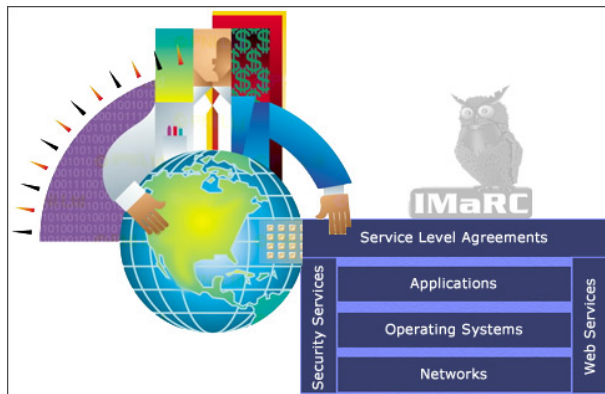 IMaRC
Service Level Agreements
Security Services
Applications
Operating Systems
Networks
Web Services